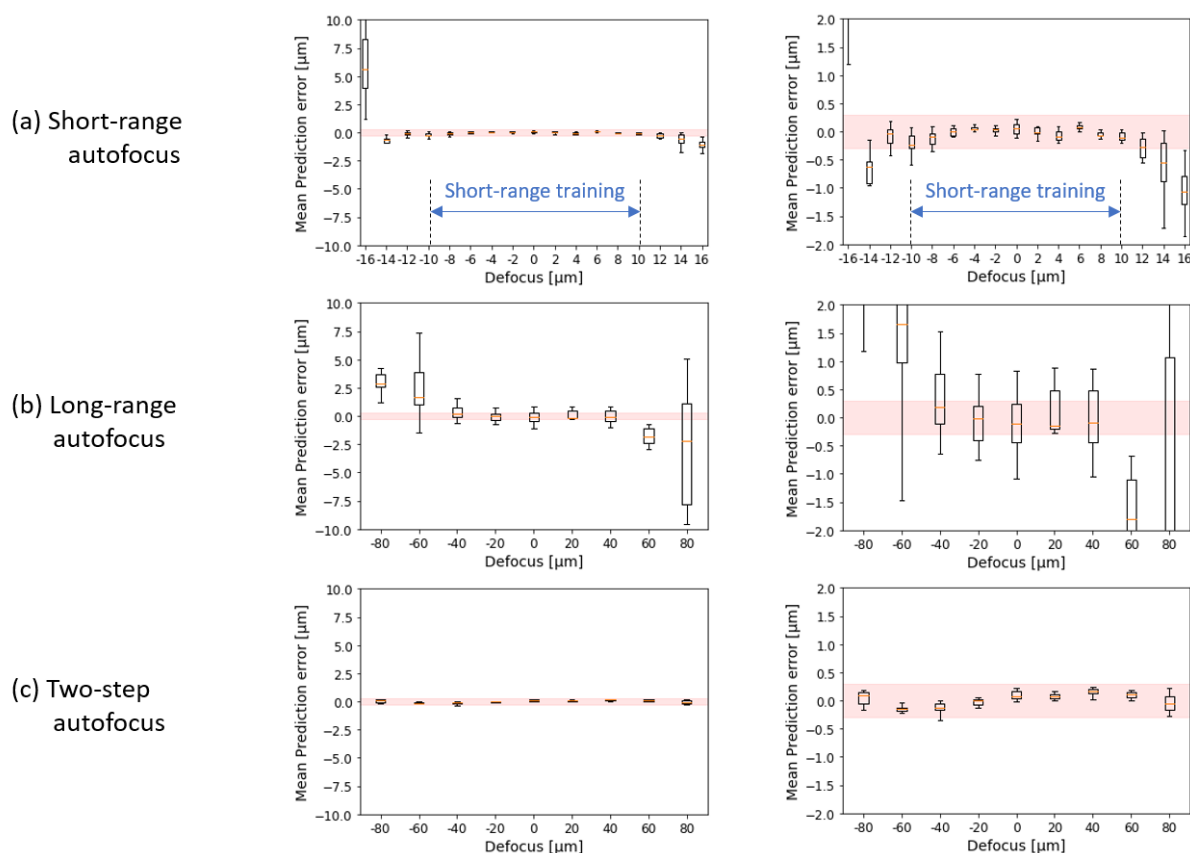 (a) Short-range
autofocus
Mean Prediction error [μm]
10.0
7.5
5.0
2.5
0.0
−2.5
−5.0
−7.5
−10.0
Short-range training
-16 -14 -12 -10 -8 -6 -4 -2 0 2 4 6 8 10 12 14 16
Defocus [μm]
Mean Prediction error [μm]
2.0
1.5
1.0
0.5
0.0
−0.5
−1.0
−1.5
−2.0
Short-range training
-16 -14 -12 -10 -8 -6 -4 -2 0 2 4 6 8 10 12 14 16
Defocus [μm]
(b) Long-range
autofocus
Mean Prediction error [μm]
10.0
7.5
5.0
2.5
0.0
−2.5
−5.0
−7.5
−10.0
-80 -60 -40 -20 0 20 40 60 80
Defocus [μm]
Mean Prediction error [μm]
2.0
1.5
1.0
0.5
0.0
−0.5
−1.0
−1.5
−2.0
-80 -60 -40 -20 0 20 40 60 80
Defocus [μm]
(c) Two-step
autofocus
Mean Prediction error [μm]
10.0
7.5
5.0
2.5
0.0
−2.5
−5.0
−7.5
−10.0
-80 -60 -40 -20 0 20 40 60 80
Defocus [μm]
Mean Prediction error [μm]
2.0
1.5
1.0
0.5
0.0
−0.5
−1.0
−1.5
−2.0
-80 -60 -40 -20 0 20 40 60 80
Defocus [μm]